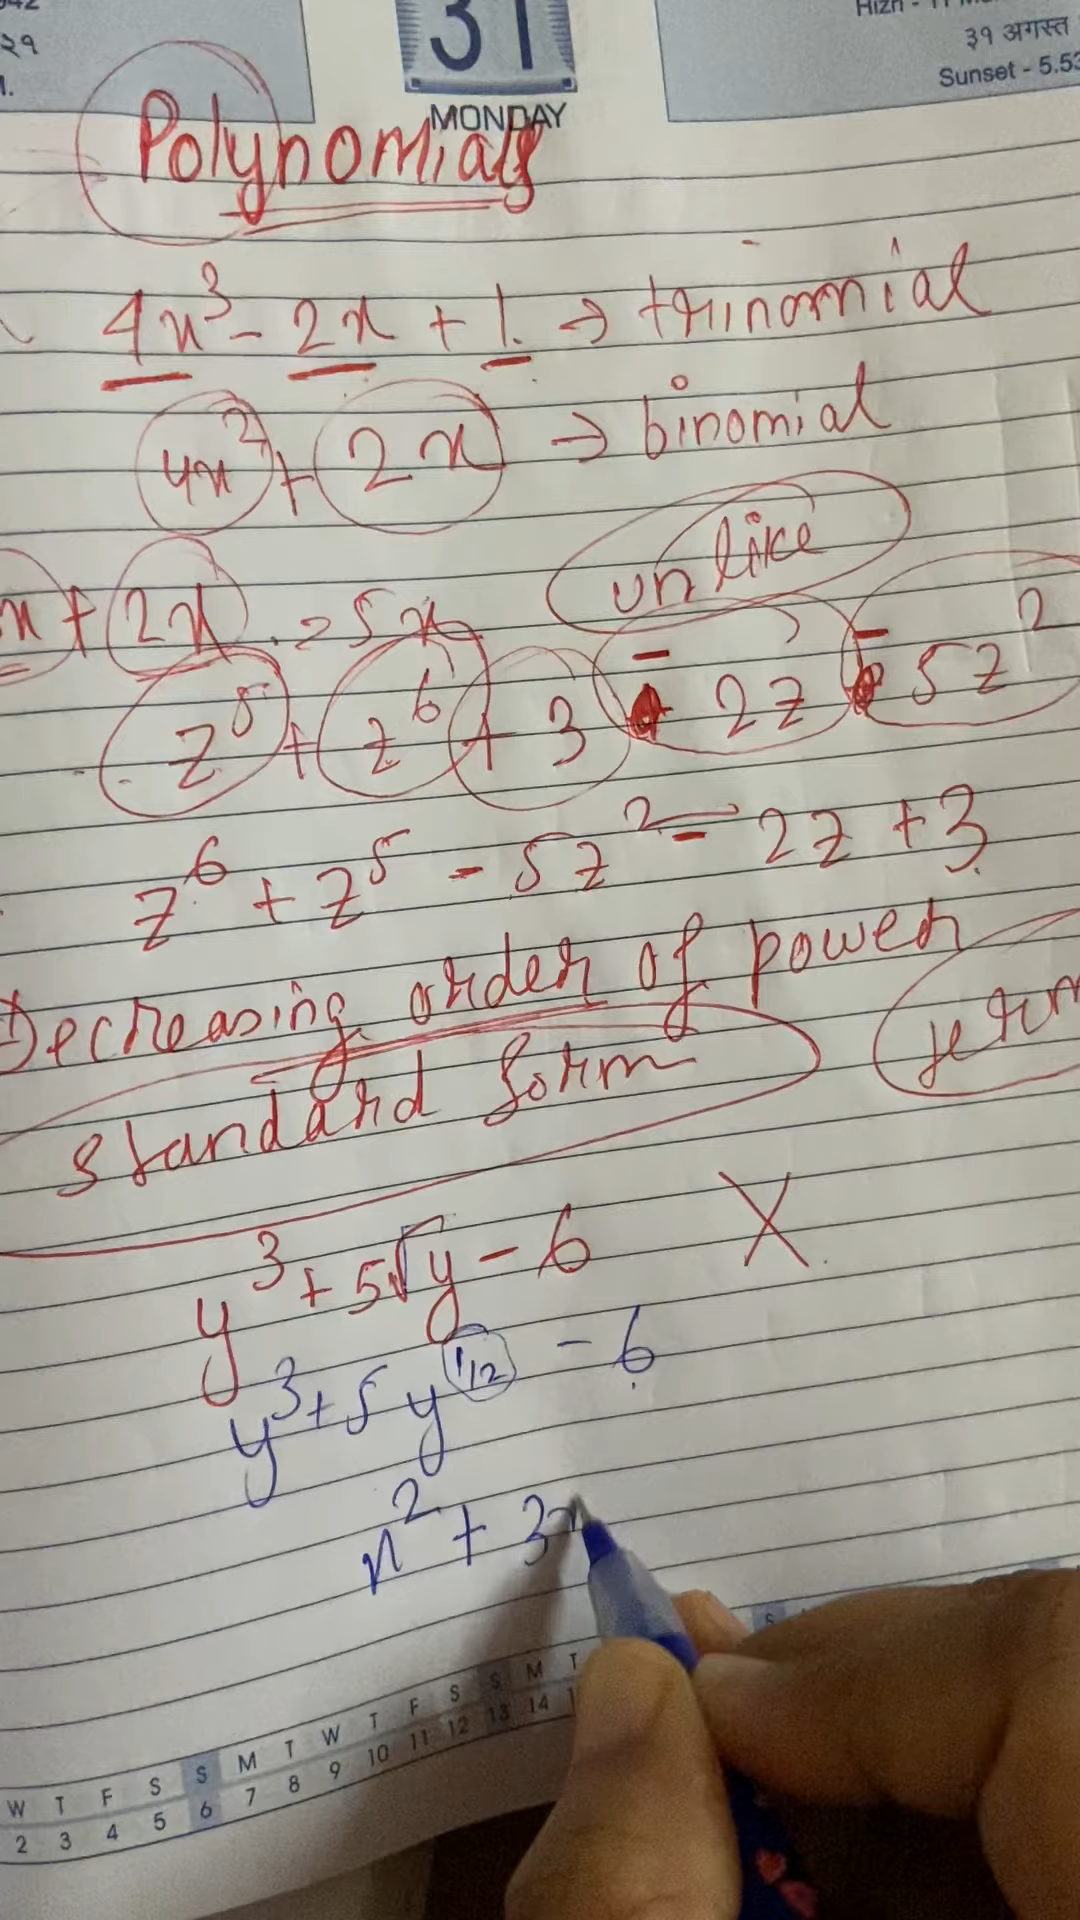 २१
31
३१ अगस्त
Sunset - 5.53
MONDAY
Polynomials
4x³ - 2x + 1 → trinomial
4x² + 2x → binomial
unlike
x + 2x = 5x
z⁵ + z⁶ + 3 - 2z - 5z²
z⁶ + z⁵ - 5z² - 2z + 3
Decreasing order of power
standard form
y³ + 5√y - 6 X
y³ + 5y^1/2 - 6
x² + 3
W T F S S M T W T F S S M T
2 3 4 5 6 7 8 9 10 11 12 13 14
S